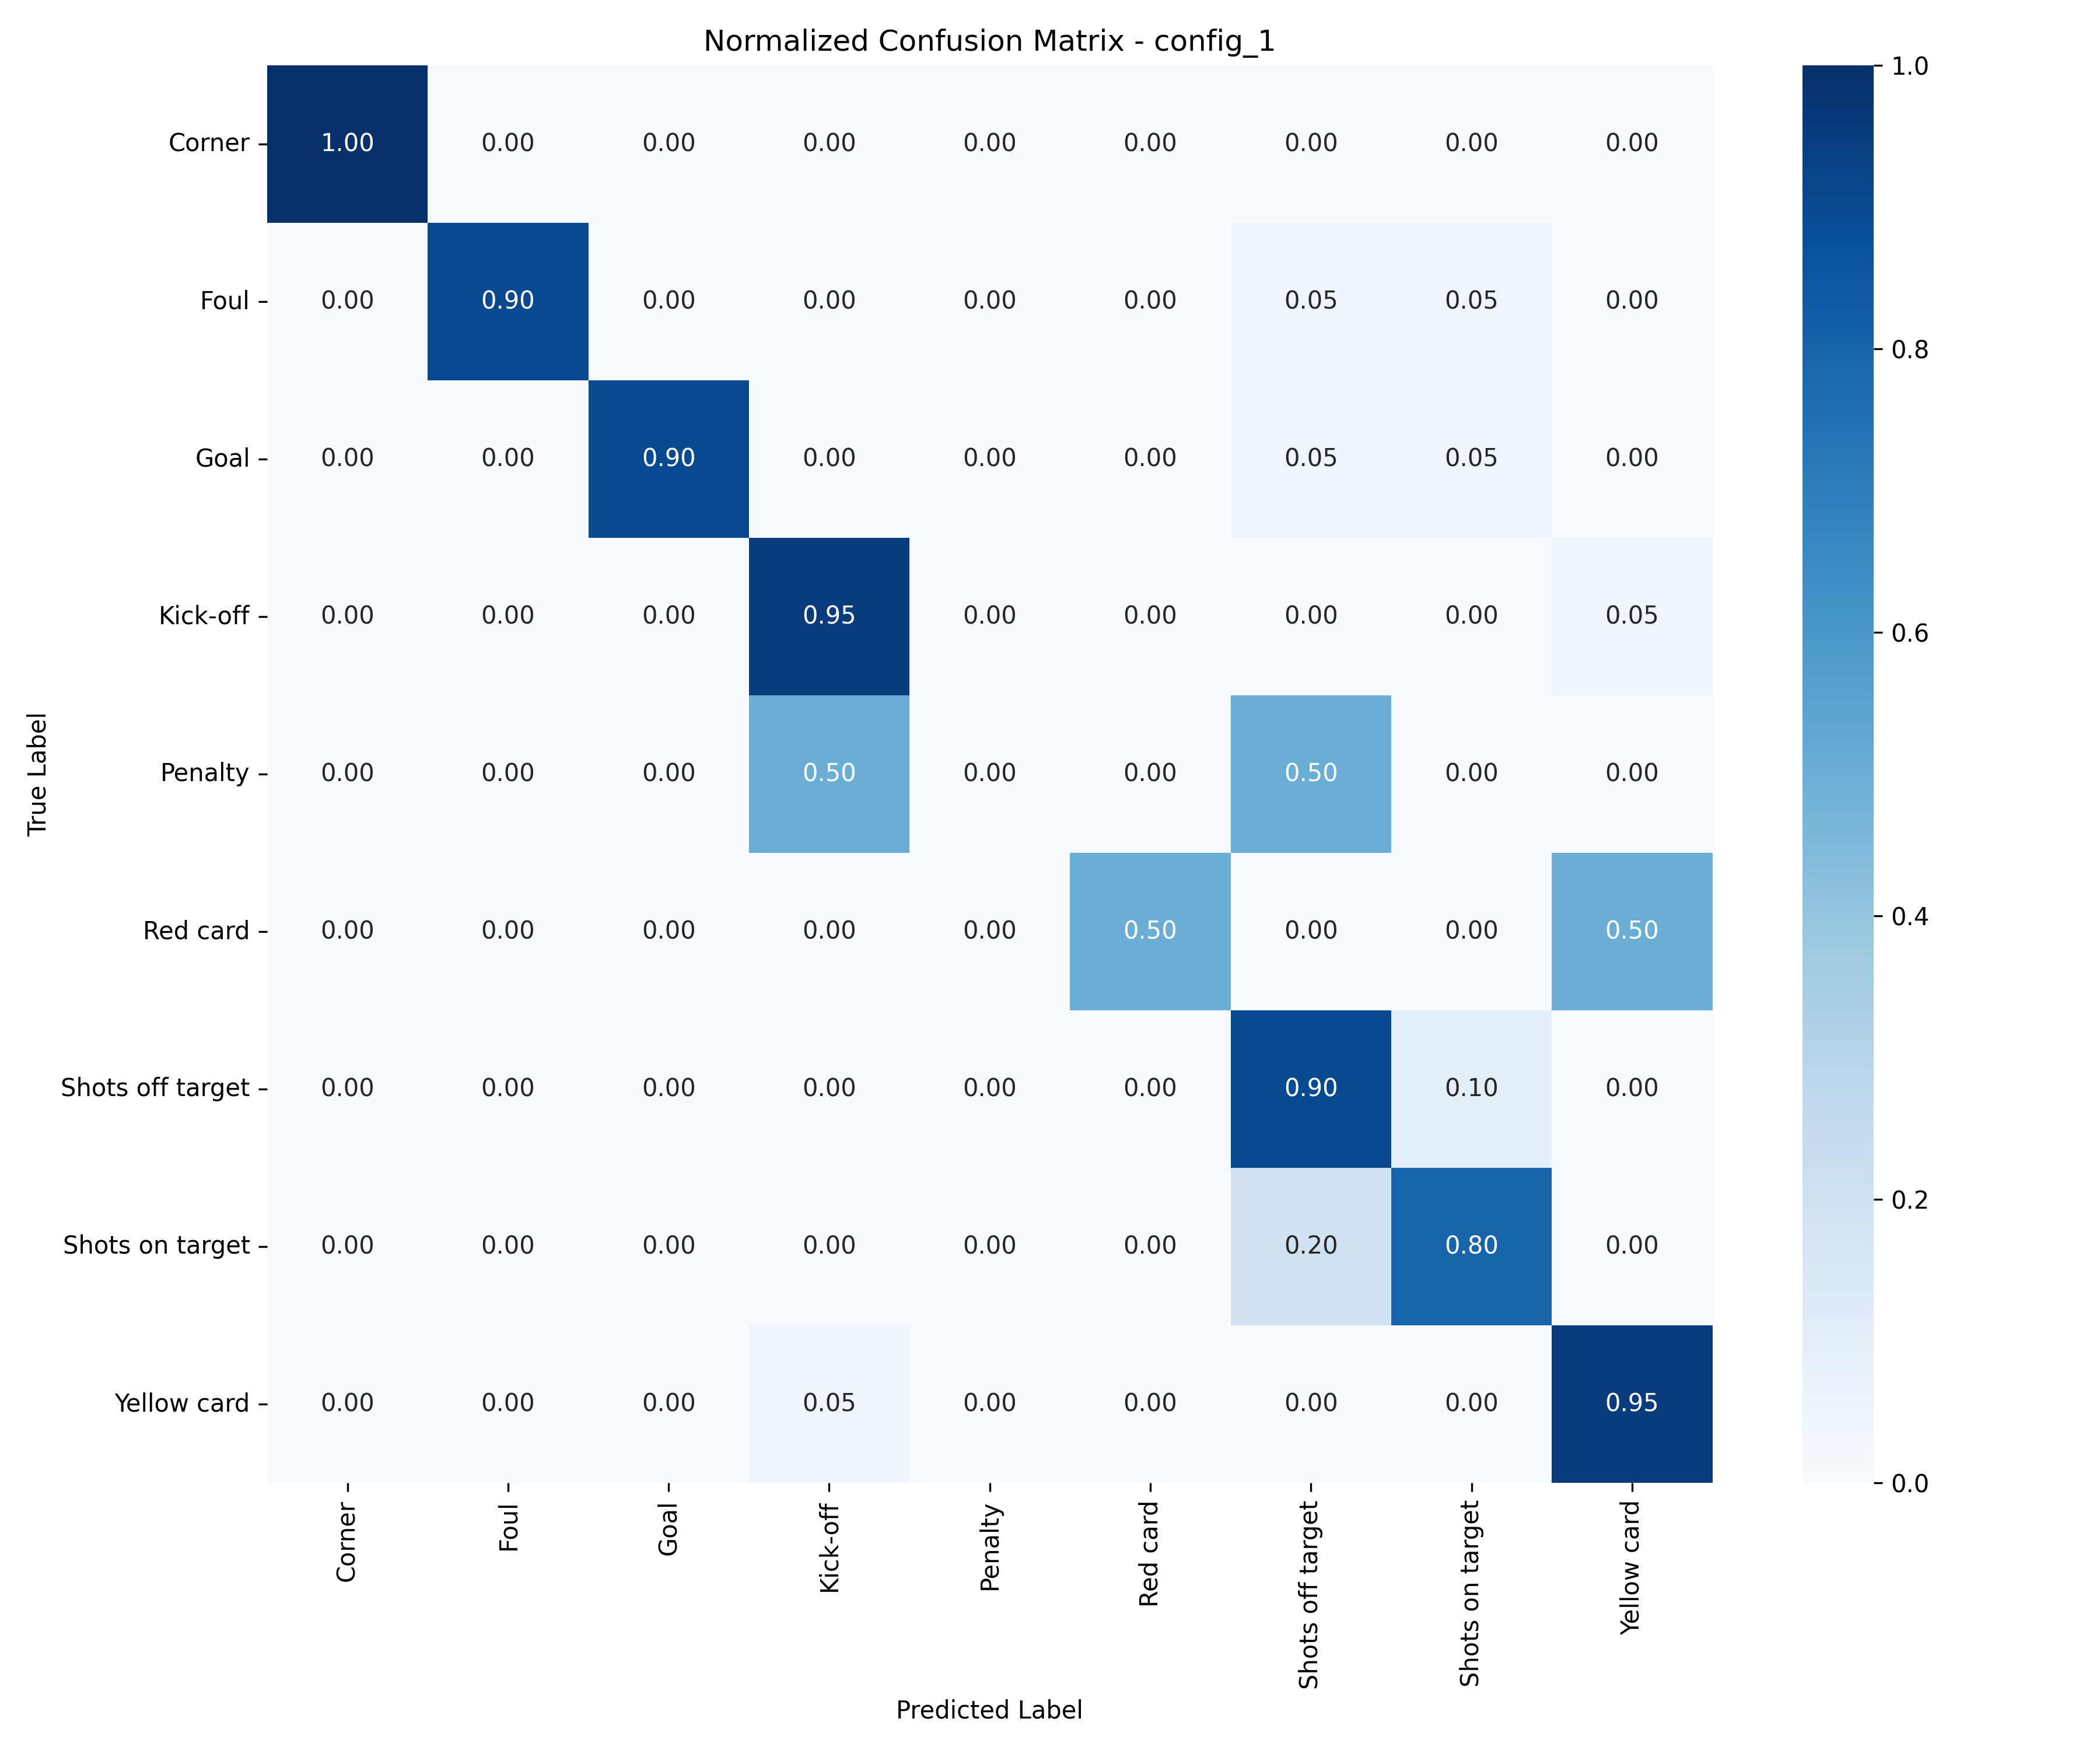 Normalized Confusion Matrix - config_1
Corner 1.00 0.00 0.00 0.00 0.00 0.00 0.00 0.00 0.00
Foul 0.00 0.90 0.00 0.00 0.00 0.00 0.05 0.05 0.00
Goal 0.00 0.00 0.90 0.00 0.00 0.00 0.05 0.05 0.00
Kick-off 0.00 0.00 0.00 0.95 0.00 0.00 0.00 0.00 0.05
Penalty 0.00 0.00 0.00 0.50 0.00 0.00 0.50 0.00 0.00
Red card 0.00 0.00 0.00 0.00 0.00 0.50 0.00 0.00 0.50
Shots off target 0.00 0.00 0.00 0.00 0.00 0.00 0.90 0.10 0.00
Shots on target 0.00 0.00 0.00 0.00 0.00 0.00 0.20 0.80 0.00
Yellow card 0.00 0.00 0.00 0.05 0.00 0.00 0.00 0.00 0.95
True Label
Corner Foul Goal Kick-off Penalty Red card Shots off target Shots on target Yellow card
Predicted Label
1.0
0.8
0.6
0.4
0.2
0.0